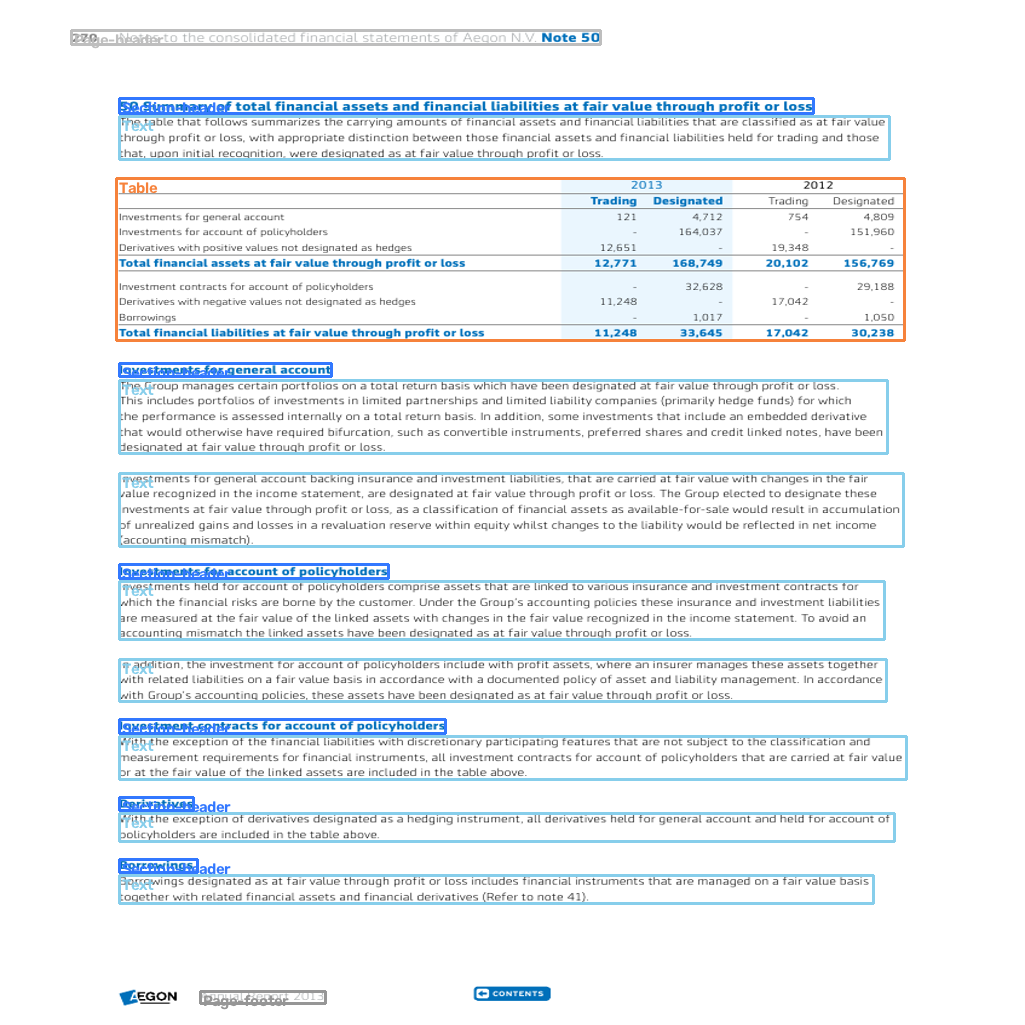 270 Notes to the consolidated financial statements of Aegon N.V. Note 50
Page-header
50 Summary of total financial assets and financial liabilities at fair value through profit or loss
Section-header
The table that follows summarizes the carrying amounts of financial assets and financial liabilities that are classified as at fair value
Text
through profit or loss, with appropriate distinction between those financial assets and financial liabilities held for trading and those
that, upon initial recognition, were designated as at fair value through profit or loss.
Table 2013 2012
Trading Designated Trading Designated
Investments for general account 121 4,712 754 4,809
Investments for account of policyholders - 164,037 - 151,960
Derivatives with positive values not designated as hedges 12,651 - 19,348 -
Total financial assets at fair value through profit or loss 12,771 168,749 20,102 156,769
Investment contracts for account of policyholders - 32,628 - 29,188
Derivatives with negative values not designated as hedges 11,248 - 17,042 -
Borrowings - 1,017 - 1,050
Total financial liabilities at fair value through profit or loss 11,248 33,645 17,042 30,238
Investments for general account
Section-header
The Group manages certain portfolios on a total return basis which have been designated at fair value through profit or loss.
Text
This includes portfolios of investments in limited partnerships and limited liability companies (primarily hedge funds) for which
the performance is assessed internally on a total return basis. In addition, some investments that include an embedded derivative
that would otherwise have required bifurcation, such as convertible instruments, preferred shares and credit linked notes, have been
designated at fair value through profit or loss.
Investments for general account backing insurance and investment liabilities, that are carried at fair value with changes in the fair
Text
value recognized in the income statement, are designated at fair value through profit or loss. The Group elected to designate these
investments at fair value through profit or loss, as a classification of financial assets as available-for-sale would result in accumulation
of unrealized gains and losses in a revaluation reserve within equity whilst changes to the liability would be reflected in net income
(accounting mismatch).
Investments for account of policyholders
Section-header
Investments held for account of policyholders comprise assets that are linked to various insurance and investment contracts for
Text
which the financial risks are borne by the customer. Under the Group's accounting policies these insurance and investment liabilities
are measured at the fair value of the linked assets with changes in the fair value recognized in the income statement. To avoid an
accounting mismatch the linked assets have been designated as at fair value through profit or loss.
In addition, the investment for account of policyholders include with profit assets, where an insurer manages these assets together
Text
with related liabilities on a fair value basis in accordance with a documented policy of asset and liability management. In accordance
with Group's accounting policies, these assets have been designated as at fair value through profit or loss.
Investment contracts for account of policyholders
Section-header
With the exception of the financial liabilities with discretionary participating features that are not subject to the classification and
Text
measurement requirements for financial instruments, all investment contracts for account of policyholders that are carried at fair value
or at the fair value of the linked assets are included in the table above.
Derivatives
Section-header
With the exception of derivatives designated as a hedging instrument, all derivatives held for general account and held for account of
Text
policyholders are included in the table above.
Borrowings
Section-header
Borrowings designated as at fair value through profit or loss includes financial instruments that are managed on a fair value basis
Text
together with related financial assets and financial derivatives (Refer to note 41).
AEGON Annual Report 2013 CONTENTS
Page-footer